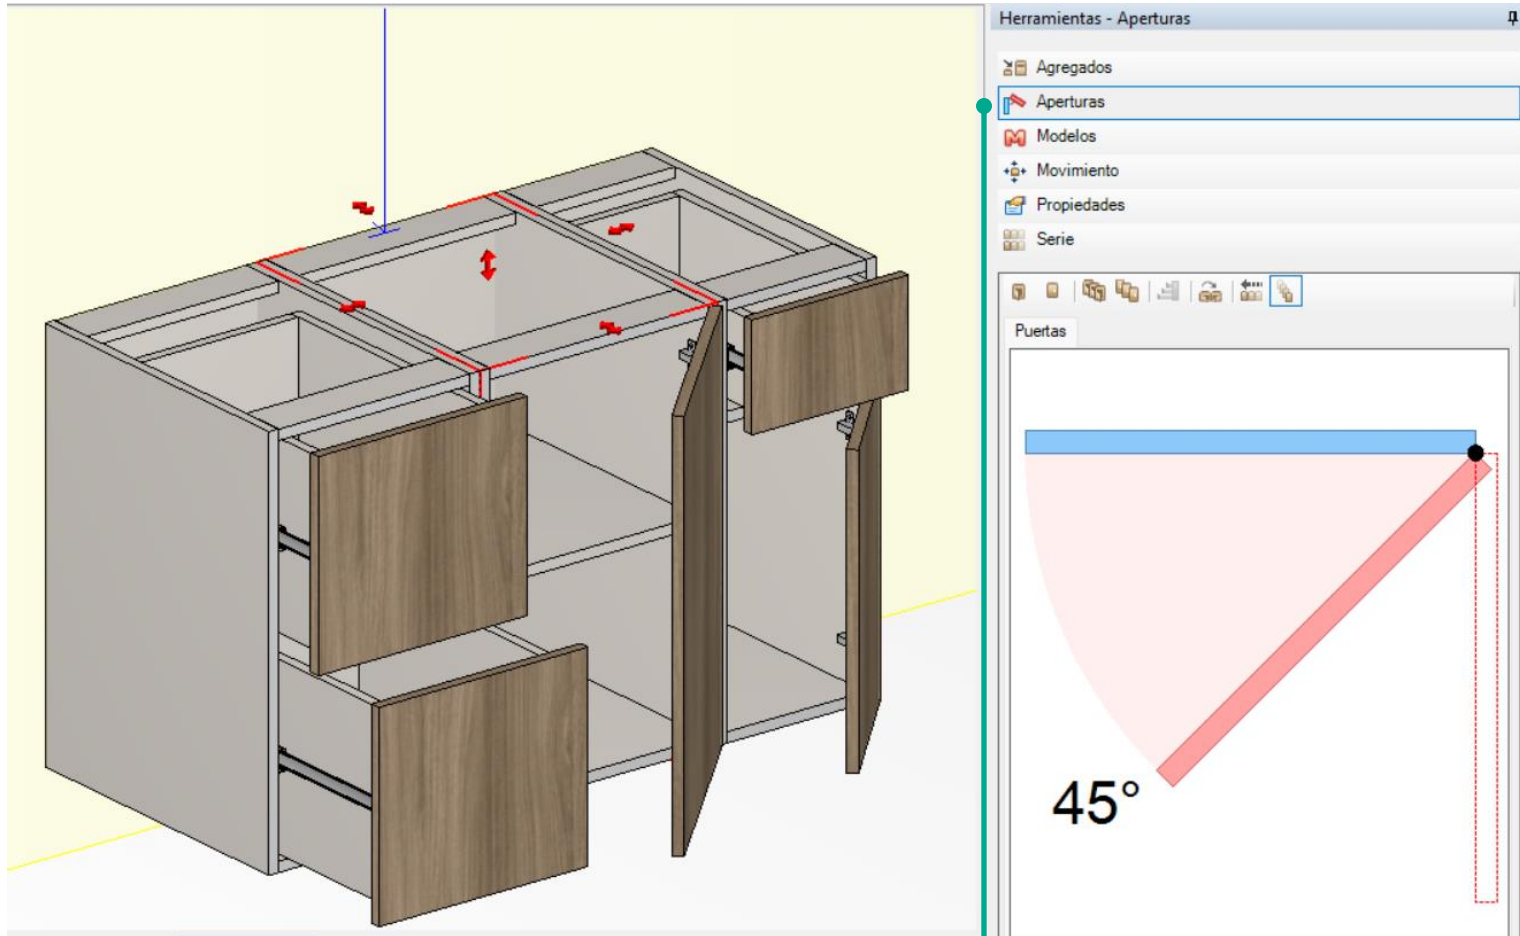 Herramientas - Aperturas
Agregados
Aperturas
Modelos
Movimiento
Propiedades
Serie
Puertas
45°